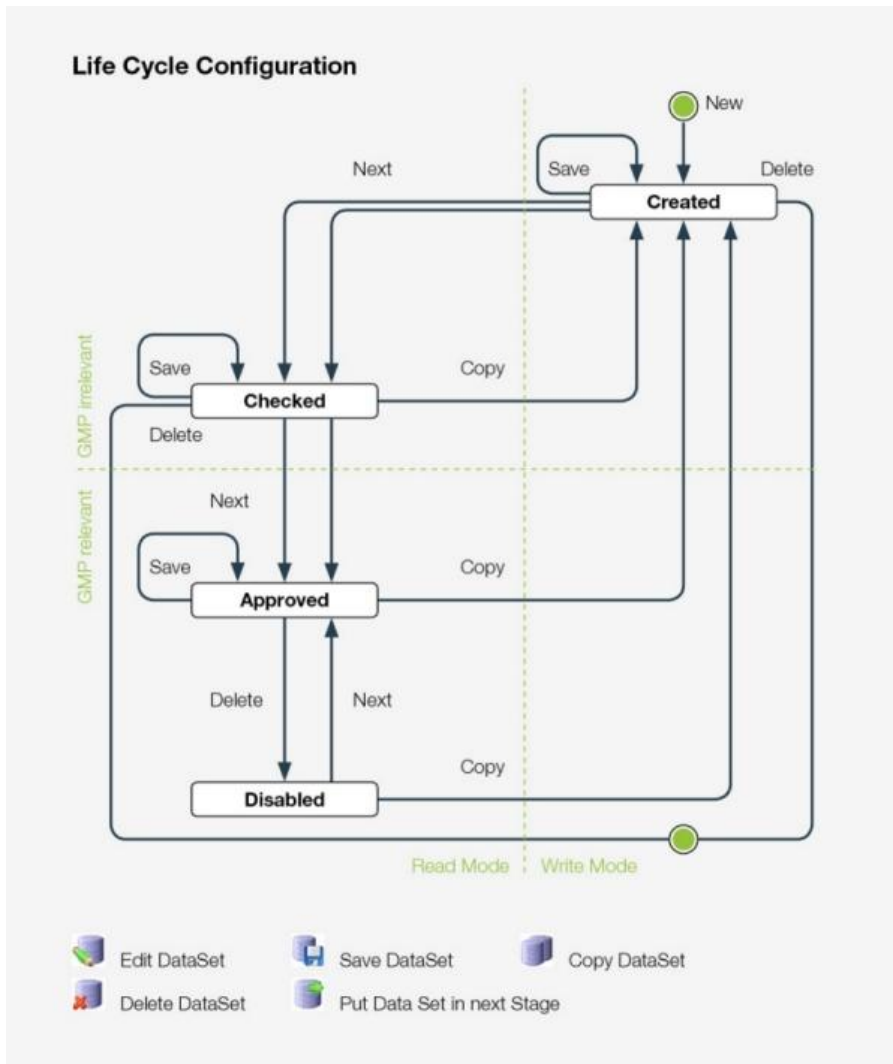 Life Cycle Configuration
New
Next
Save
Delete
Created
GMP irrelevant
Save
Copy
Checked
Delete
GMP relevant
Next
Save
Copy
Approved
Delete
Next
Copy
Disabled
Read Mode
Write Mode
Edit DataSet
Save DataSet
Copy DataSet
Delete DataSet
Put Data Set in next Stage